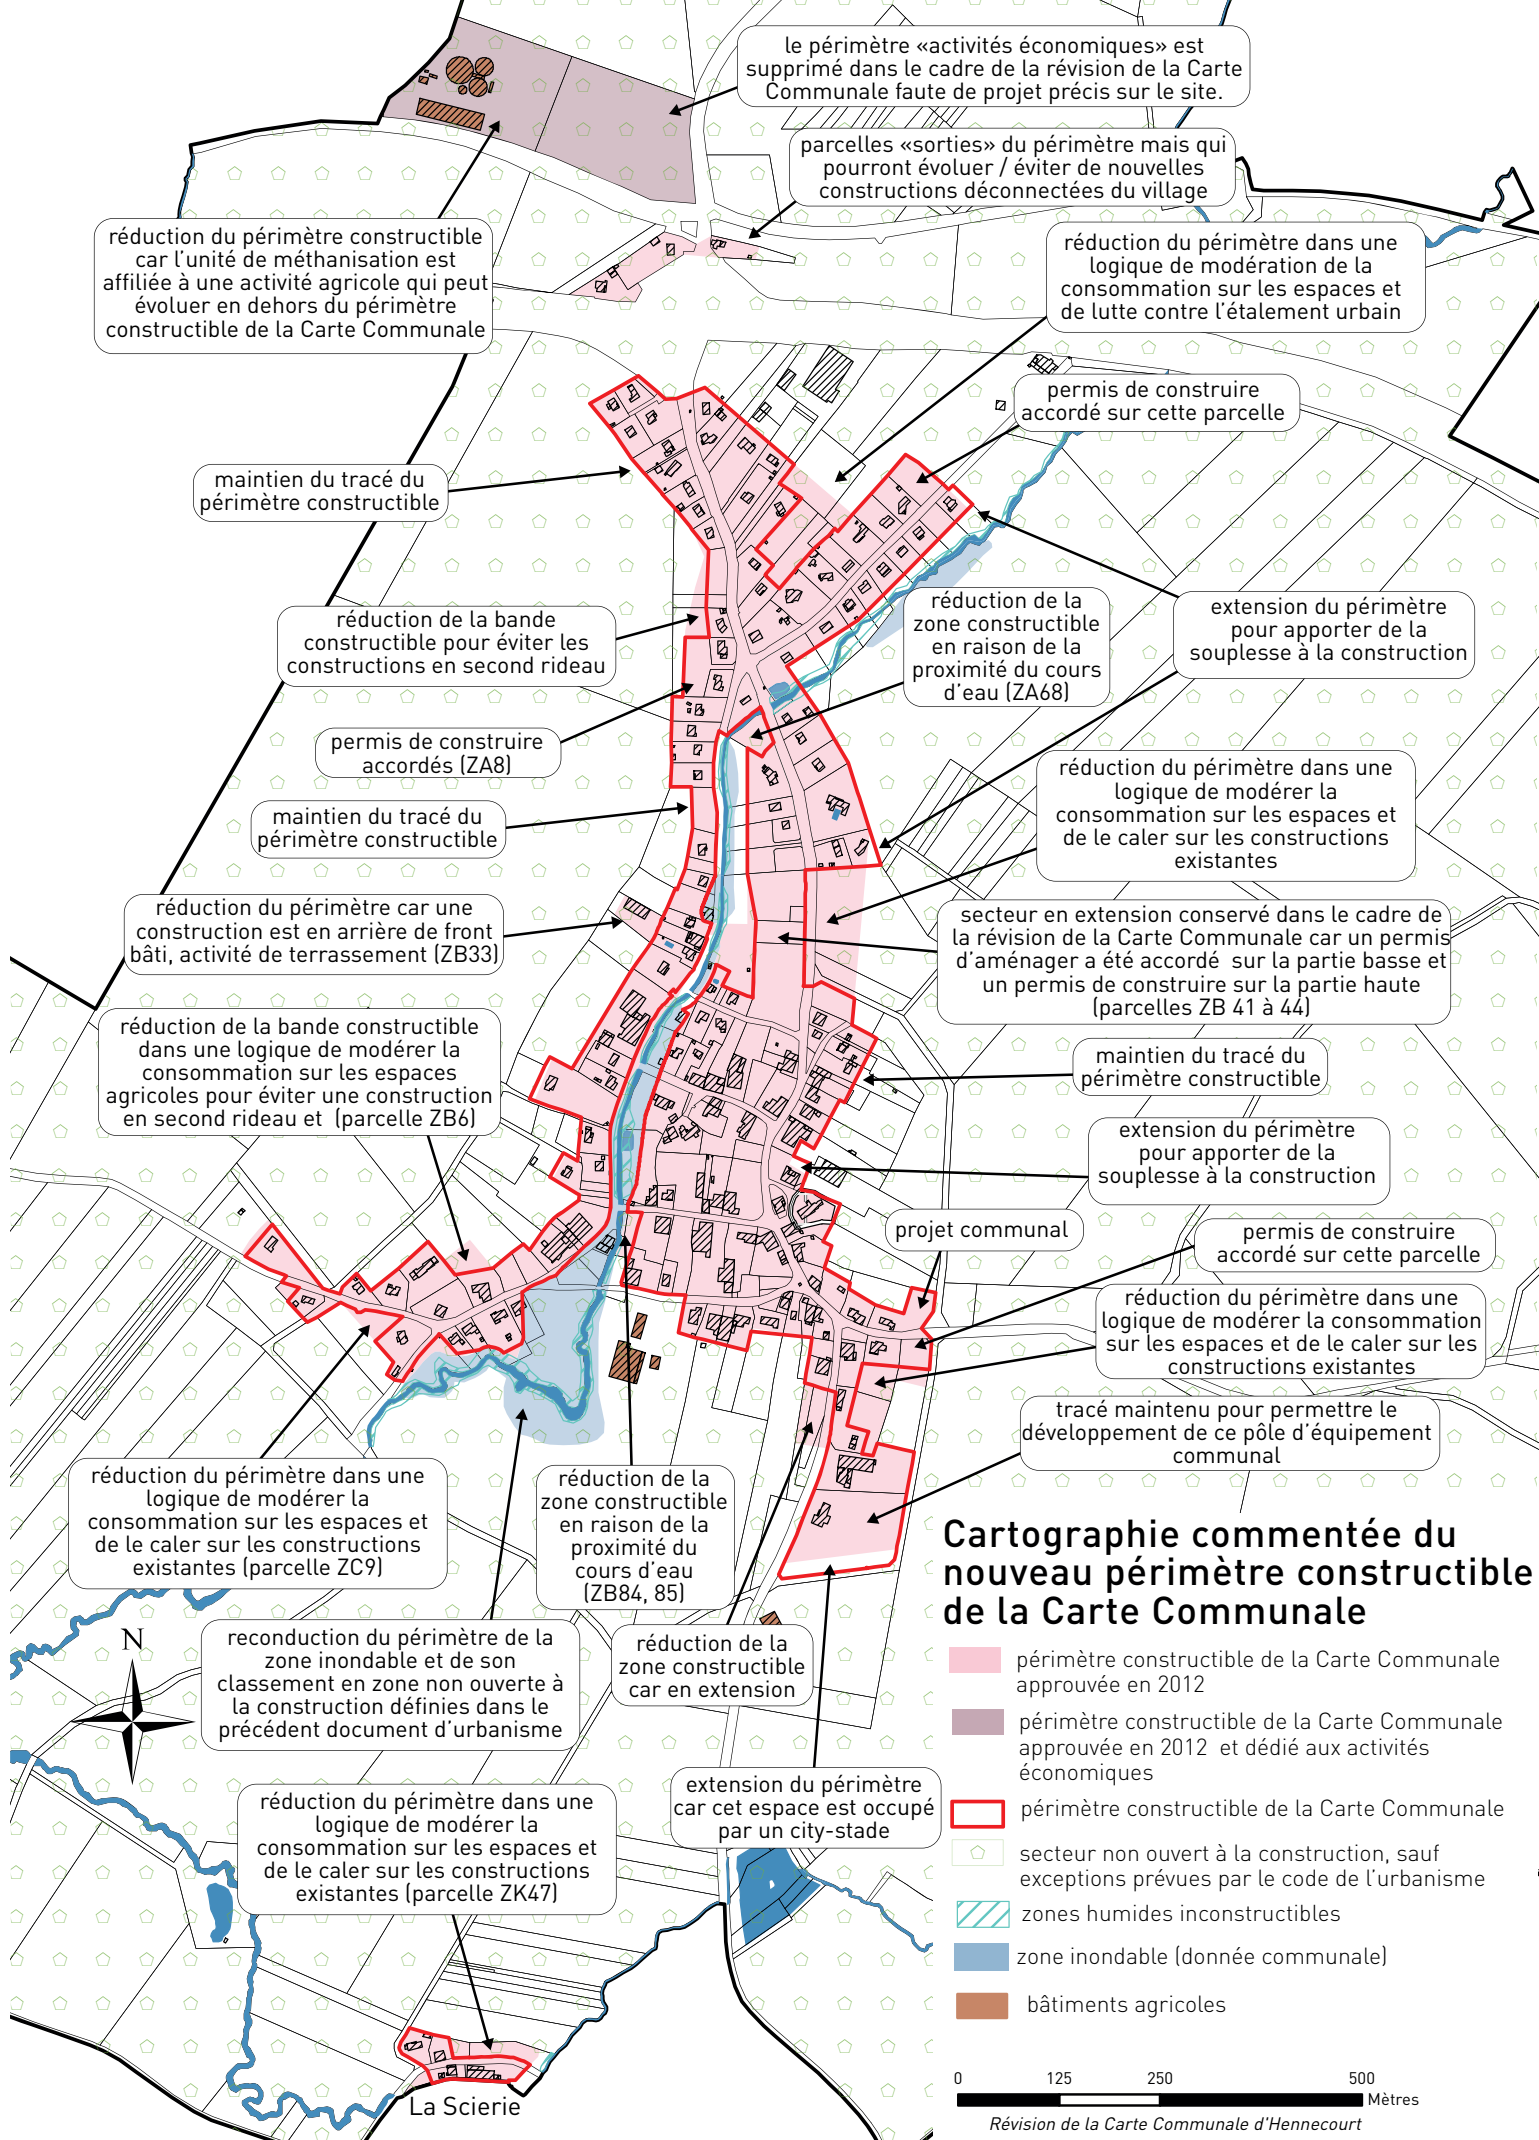 le périmètre «activités économiques» est
supprimé dans le cadre de la révision de la Carte
Communale faute de projet précis sur le site.
parcelles «sorties» du périmètre mais qui
pourront évoluer / éviter de nouvelles
constructions déconnectées du village
réduction du périmètre constructible
car l'unité de méthanisation est
affiliée à une activité agricole qui peut
évoluer en dehors du périmètre
constructible de la Carte Communale
réduction du périmètre dans une
logique de modération de la
consommation sur les espaces et
de lutte contre l'étalement urbain
permis de construire
accordé sur cette parcelle
maintien du tracé du
périmètre constructible
réduction de la bande
constructible pour éviter les
constructions en second rideau
réduction de la
zone constructible
en raison de la
proximité du cours
d'eau (ZA68)
extension du périmètre
pour apporter de la
souplesse à la construction
permis de construire
accordés (ZA8)
réduction du périmètre dans une
logique de modérer la
consommation sur les espaces et
de le caler sur les constructions
existantes
maintien du tracé du
périmètre constructible
réduction du périmètre car une
construction est en arrière de front
bâti, activité de terrassement (ZB33)
secteur en extension conservé dans le cadre de
la révision de la Carte Communale car un permis
d'aménager a été accordé sur la partie basse et
un permis de construire sur la partie haute
(parcelles ZB 41 à 44)
réduction de la bande constructible
dans une logique de modérer la
consommation sur les espaces
agricoles pour éviter une construction
en second rideau et (parcelle ZB6)
maintien du tracé du
périmètre constructible
extension du périmètre
pour apporter de la
souplesse à la construction
projet communal
permis de construire
accordé sur cette parcelle
réduction du périmètre dans une
logique de modérer la consommation
sur les espaces et de le caler sur les
constructions existantes
tracé maintenu pour permettre le
développement de ce pôle d'équipement
communal
réduction du périmètre dans une
logique de modérer la
consommation sur les espaces et
de le caler sur les constructions
existantes (parcelle ZC9)
réduction de la
zone constructible
en raison de la
proximité du
cours d'eau
(ZB84, 85)
reconduction du périmètre de la
zone inondable et de son
classement en zone non ouverte à
la construction définies dans le
précédent document d'urbanisme
réduction de la
zone constructible
car en extension
extension du périmètre
car cet espace est occupé
par un city-stade
réduction du périmètre dans une
logique de modérer la
consommation sur les espaces et
de le caler sur les constructions
existantes (parcelle ZK47)
N
La Scierie
Cartographie commentée du
nouveau périmètre constructible
de la Carte Communale
périmètre constructible de la Carte Communale
approuvée en 2012
périmètre constructible de la Carte Communale
approuvée en 2012 et dédié aux activités
économiques
périmètre constructible de la Carte Communale
secteur non ouvert à la construction, sauf
exceptions prévues par le code de l'urbanisme
zones humides inconstructibles
zone inondable (donnée communale)
bâtiments agricoles
0 125 250 500
Mètres
Révision de la Carte Communale d'Hennecourt